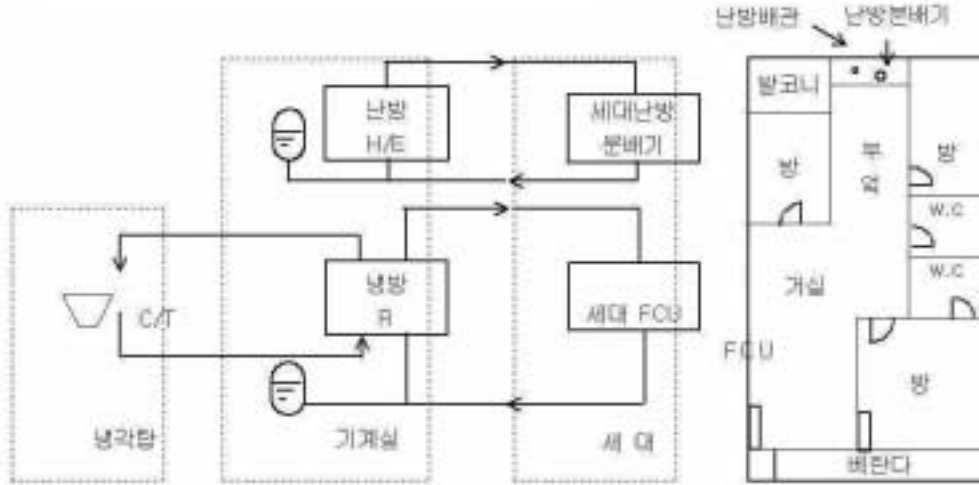 난방
H/E
세대난방
분배기
냉방
R
세대 FCU
C/T
냉각탑
기계실
세 대
난방배관
난방분배기
발코니
방
부
엌
방
W.C
W.C
거실
FCU
방
베란다